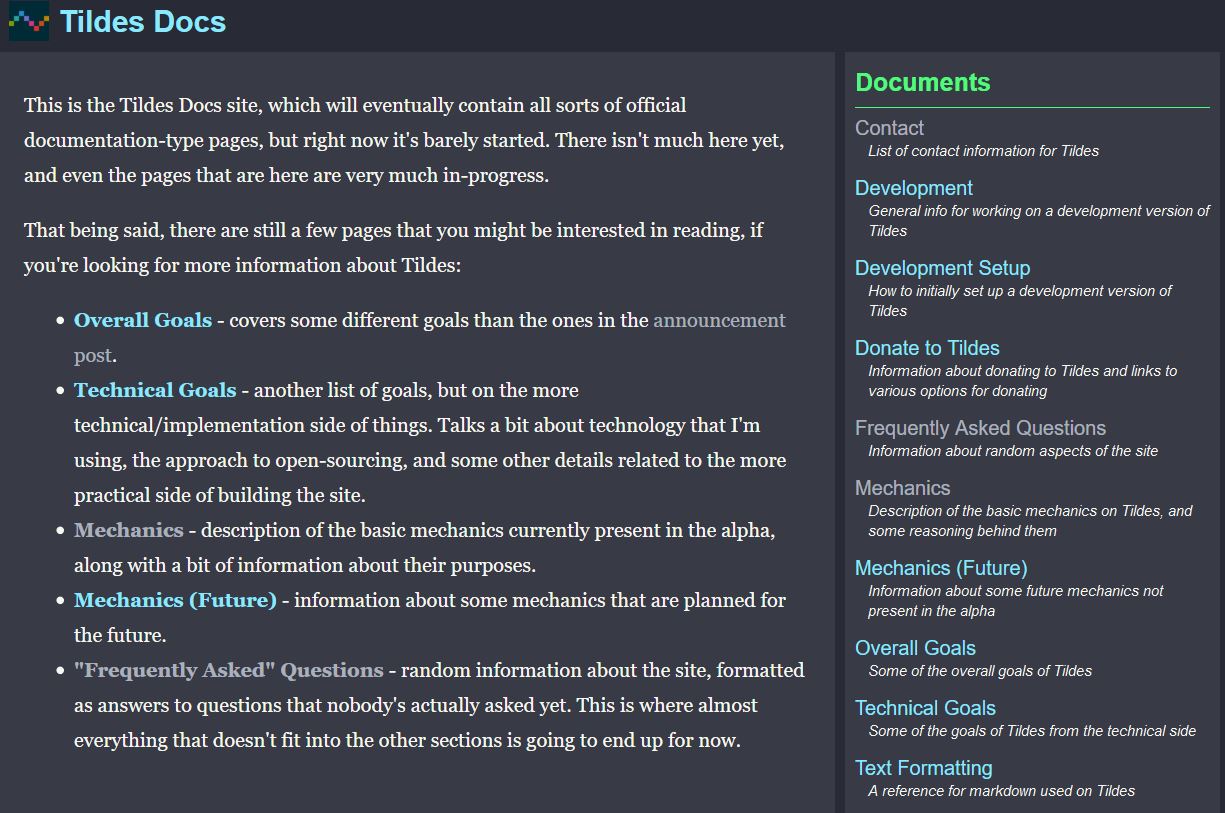 Tildes Docs
This is the Tildes Docs site, which will eventually contain all sorts of official
documentation-type pages, but right now it's barely started. There isn't much here yet,
and even the pages that are here are very much in-progress.
That being said, there are still a few pages that you might be interested in reading, if
you're looking for more information about Tildes:
• Overall Goals - covers some different goals than the ones in the announcement
post.
• Technical Goals - another list of goals, but on the more
technical/implementation side of things. Talks a bit about technology that I'm
using, the approach to open-sourcing, and some other details related to the more
practical side of building the site.
• Mechanics - description of the basic mechanics currently present in the alpha,
along with a bit of information about their purposes.
• Mechanics (Future) - information about some mechanics that are planned for
the future.
• "Frequently Asked" Questions - random information about the site, formatted
as answers to questions that nobody's actually asked yet. This is where almost
everything that doesn't fit into the other sections is going to end up for now.
Documents
Contact
List of contact information for Tildes
Development
General info for working on a development version of
Tildes
Development Setup
How to initially set up a development version of
Tildes
Donate to Tildes
Information about donating to Tildes and links to
various options for donating
Frequently Asked Questions
Information about random aspects of the site
Mechanics
Description of the basic mechanics on Tildes, and
some reasoning behind them
Mechanics (Future)
Information about some future mechanics not
present in the alpha
Overall Goals
Some of the overall goals of Tildes
Technical Goals
Some of the goals of Tildes from the technical side
Text Formatting
A reference for markdown used on Tildes